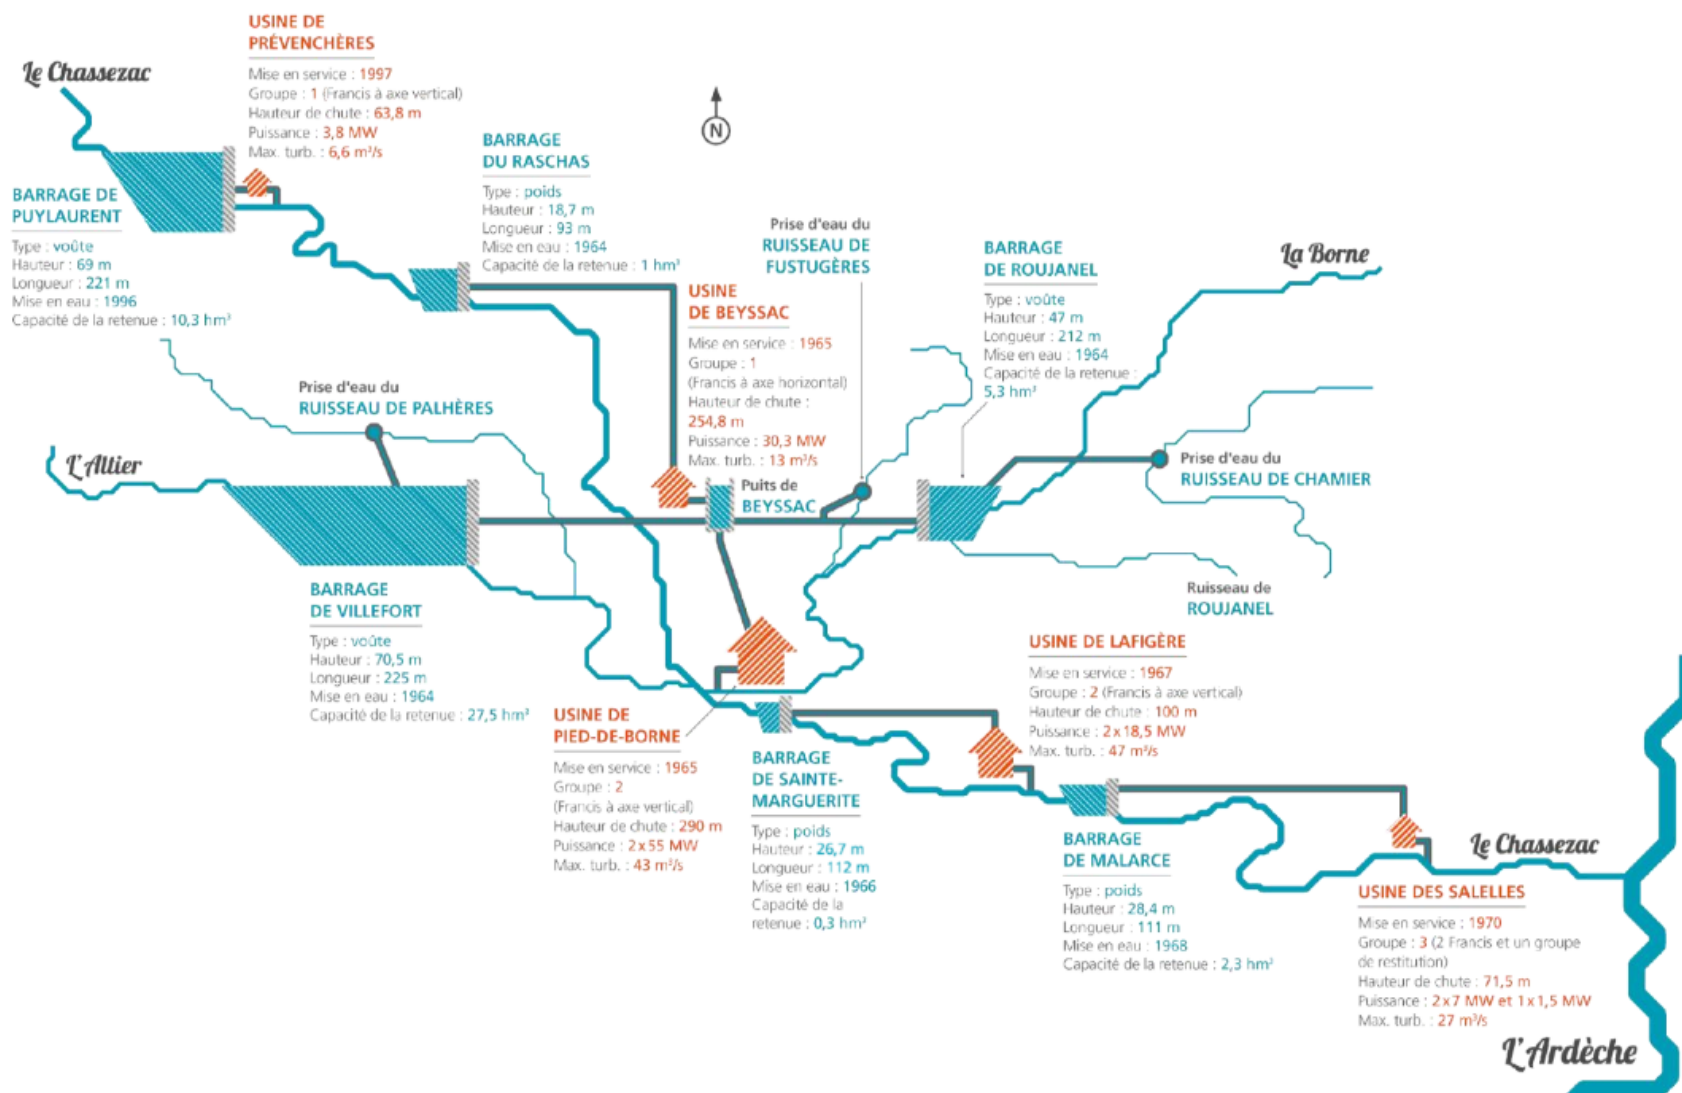 Le Chassezac
USINE DE
PRÉVENCHÈRES
Mise en service : 1997
Groupe : 1 (Francis à axe vertical)
Hauteur de chute : 63,8 m
Puissance : 3,8 MW
Max. turb. : 6,6 m³/s
BARRAGE DE
PUYLAURENT
Type : voûte
Hauteur : 69 m
Longueur : 221 m
Mise en eau : 1996
Capacité de la retenue : 10,3 hm³
BARRAGE
DU RASCHAS
Type : poids
Hauteur : 18,7 m
Longueur : 93 m
Mise en eau : 1964
Capacité de la retenue : 1 hm³
N
Prise d'eau du
RUISSEAU DE
FUSTUGÈRES
BARRAGE
DE ROUJANEL
Type : voûte
Hauteur : 47 m
Longueur : 212 m
Mise en eau : 1964
Capacité de la retenue :
5,3 hm³
La Borne
USINE
DE BEYSSAC
Mise en service : 1965
Groupe : 1
(Francis à axe horizontal)
Hauteur de chute :
254,8 m
Puissance : 30,3 MW
Max. turb. : 13 m³/s
Prise d'eau du
RUISSEAU DE PALHÈRES
L'Altier
Puits de
BEYSSAC
Prise d'eau du
RUISSEAU DE CHAMIER
Ruisseau de
ROUJANEL
BARRAGE
DE VILLEFORT
Type : voûte
Hauteur : 70,5 m
Longueur : 225 m
Mise en eau : 1964
Capacité de la retenue : 27,5 hm³
USINE DE
PIED-DE-BORNE
Mise en service : 1965
Groupe : 2
(Francis à axe vertical)
Hauteur de chute : 290 m
Puissance : 2x55 MW
Max. turb. : 43 m³/s
BARRAGE
DE SAINTE-
MARGUERITE
Type : poids
Hauteur : 26,7 m
Longueur : 112 m
Mise en eau : 1966
Capacité de la
retenue : 0,3 hm³
USINE DE LAFIGÈRE
Mise en service : 1967
Groupe : 2 (Francis à axe vertical)
Hauteur de chute : 100 m
Puissance : 2x18,5 MW
Max. turb. : 47 m³/s
BARRAGE
DE MALARCE
Type : poids
Hauteur : 28,4 m
Longueur : 111 m
Mise en eau : 1968
Capacité de la retenue : 2,3 hm³
Le Chassezac
USINE DES SALELLES
Mise en service : 1970
Groupe : 3 (2 Francis et un groupe
de restitution)
Hauteur de chute : 71,5 m
Puissance : 2x7 MW et 1x1,5 MW
Max. turb. : 27 m³/s
L'Ardèche